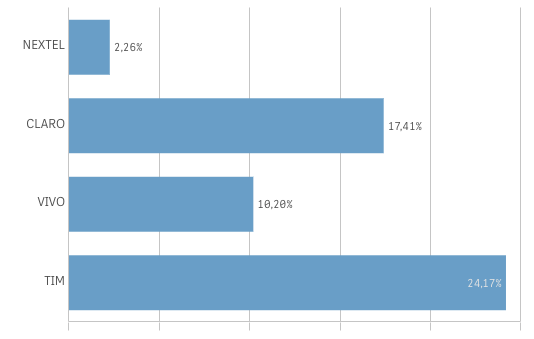 NEXTEL 2,26%
CLARO 17,41%
VIVO 10,20%
TIM 24,17%